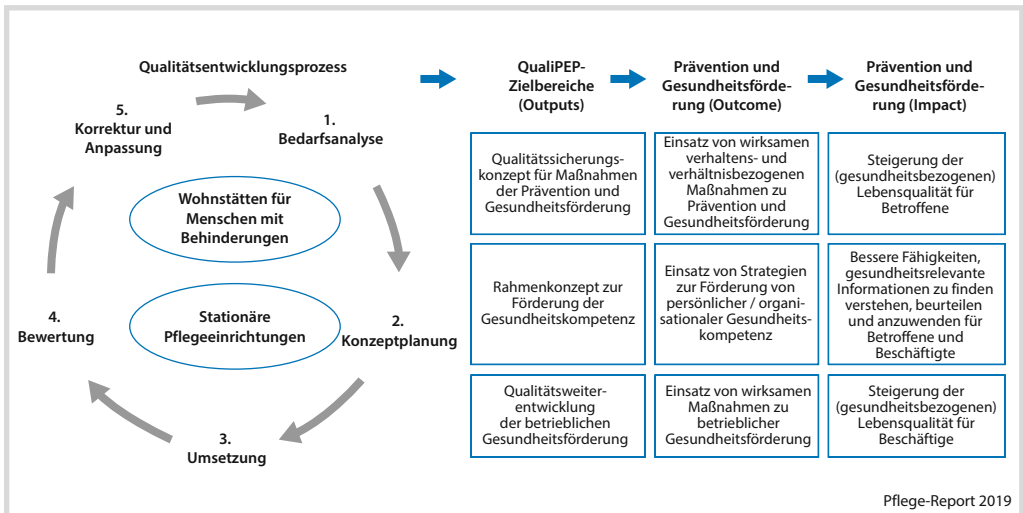 Qualitätsentwicklungsprozess
1.
Bedarfsanalyse
2.
Konzeptplanung
3.
Umsetzung
4.
Bewertung
5.
Korrektur und
Anpassung
Wohnstätten für
Menschen mit
Behinderungen
Stationäre
Pflegeeinrichtungen
QualiPEP-
Zielbereiche
(Outputs)
Qualitätssicherungs-
konzept für Maßnahmen
der Prävention und
Gesundheitsförderung
Rahmenkonzept zur
Förderung der
Gesundheitskompetenz
Qualitätsweiter-
entwicklung
der betrieblichen
Gesundheitsförderung
Prävention und
Gesundheitsförde-
rung (Outcome)
Einsatz von wirksamen
verhaltens- und
verhältnisbezogenen
Maßnahmen zu
Prävention und
Gesundheitsförderung
Einsatz von Strategien
zur Förderung von
persönlicher / organi-
sationaler Gesundheits-
kompetenz
Einsatz von wirksamen
Maßnahmen zu
betrieblicher
Gesundheitsförderung
Prävention und
Gesundheitsförde-
rung (Impact)
Steigerung der
(gesundheitsbezogenen)
Lebensqualität für
Betroffene
Bessere Fähigkeiten,
gesundheitsrelevante
Informationen zu finden
verstehen, beurteilen
und anzuwenden für
Betroffene und
Beschäftigte
Steigerung der
(gesundheitsbezogenen)
Lebensqualität für
Beschäftige
Pflege-Report 2019